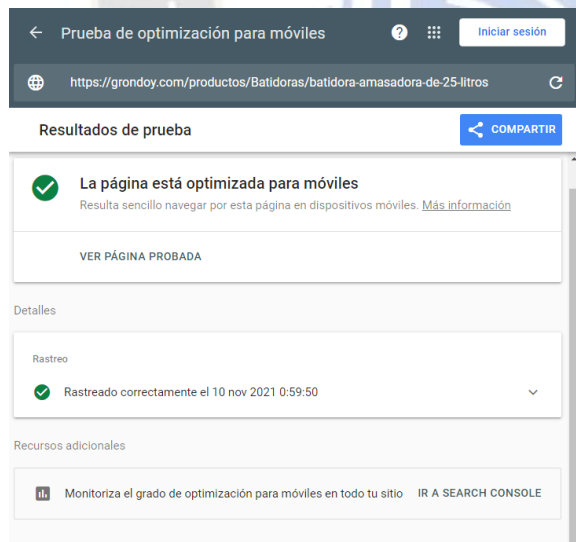 Prueba de optimización para móviles
Iniciar sesión
https://grondoy.com/productos/Batidoras/batidora-amasadora-de-25-litros
Resultados de prueba
COMPARTIR
La página está optimizada para móviles
Resulta sencillo navegar por esta página en dispositivos móviles. Más información
VER PÁGINA PROBADA
Detalles
Rastreo
Rastreado correctamente el 10 nov 2021 0:59:50
Recursos adicionales
Monitoriza el grado de optimización para móviles en todo tu sitio IR A SEARCH CONSOLE